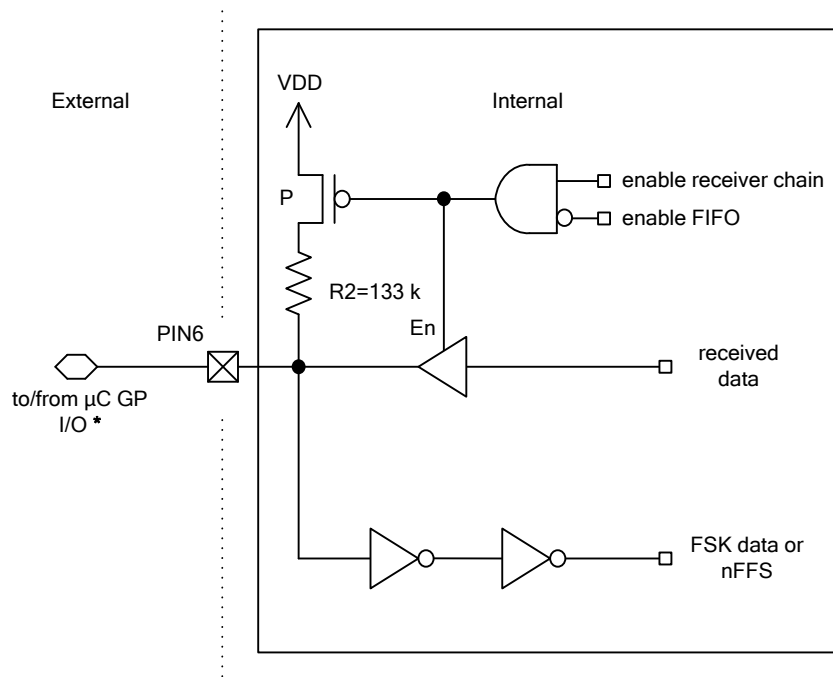 External
Internal
VDD
P
enable receiver chain
enable FIFO
R2=133 k
En
PIN6
received
data
to/from µC GP
I/O *
FSK data or
nFFS